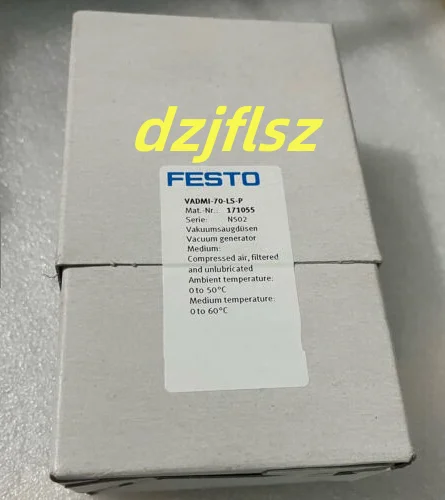 dzjflsz
FESTO
VADMI-70-LS-P
Mat.-Nr.: 171055
Serie: NS02
Vakuumsaugdüsen
Vacuum generator
Medium:
Compressed air, filtered
and unlubricated
Ambient temperature:
0 to 50°C
Medium temperature:
0 to 60°C